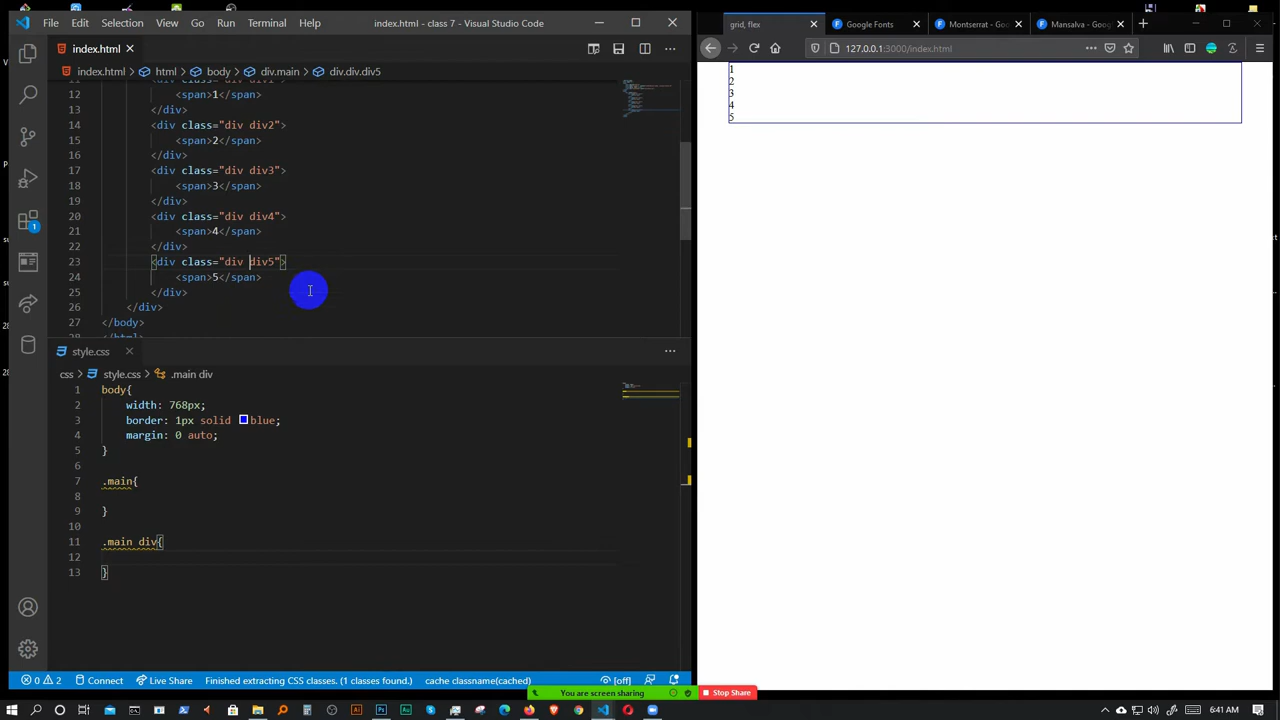 File Edit Selection View Go Run Terminal Help
index.html - class 7 - Visual Studio Code
index.html
index.html > html > body > div.main > div.div.div5
12 <span>1</span>
13 </div>
14 <div class="div div2">
15 <span>2</span>
16 </div>
17 <div class="div div3">
18 <span>3</span>
19 </div>
20 <div class="div div4">
21 <span>4</span>
22 </div>
23 <div class="div div5">
24 <span>5</span>
25 </div>
26 </div>
27 </body>
28 </html>
style.css
css > style.css > .main div
1 body{
2 width: 768px;
3 border: 1px solid blue;
4 margin: 0 auto;
5 }
6
7 .main{
8
9 }
10
11 .main div{
12
13 }
1
0 2 Connect Live Share Finished extracting CSS classes. (1 classes found.) cache classname(cached) [off]
grid, flex
Google Fonts
Montserrat - Goo
Mansalva - Goog
127.0.0.1:3000/index.html
1
2
3
4
5
You are screen sharing
Stop Share
6:41 AM